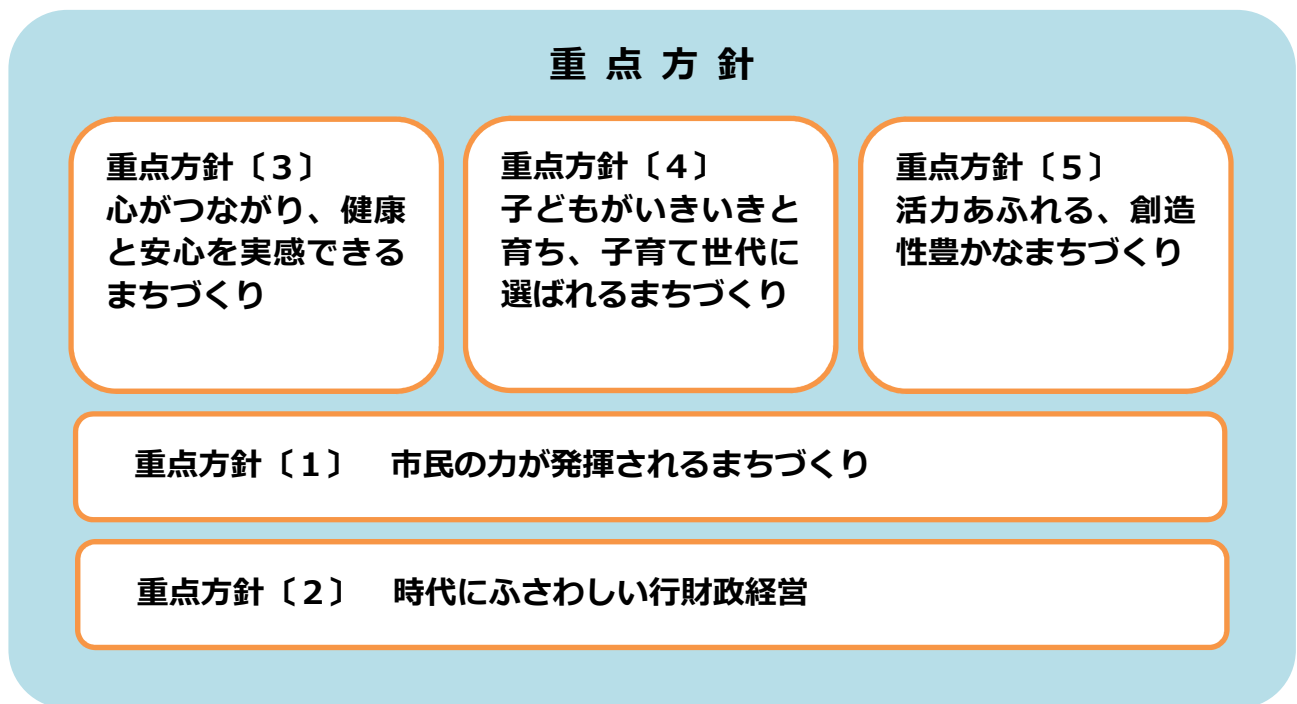 重点方針
重点方針〔３〕
心がつながり、健康
と安心を実感できる
まちづくり
重点方針〔４〕
子どもがいきいきと
育ち、子育て世代に
選ばれるまちづくり
重点方針〔５〕
活力あふれる、創造
性豊かなまちづくり
重点方針〔１〕　市民の力が発揮されるまちづくり
重点方針〔２〕　時代にふさわしい行財政経営